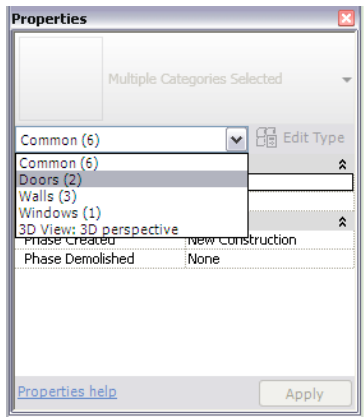 Properties
Multiple Categories Selected
Common (6)
Edit Type
Common (6)
Doors (2)
Walls (3)
Windows (1)
3D View: 3D perspective
Phase Created New Construction
Phase Demolished None
Properties help
Apply